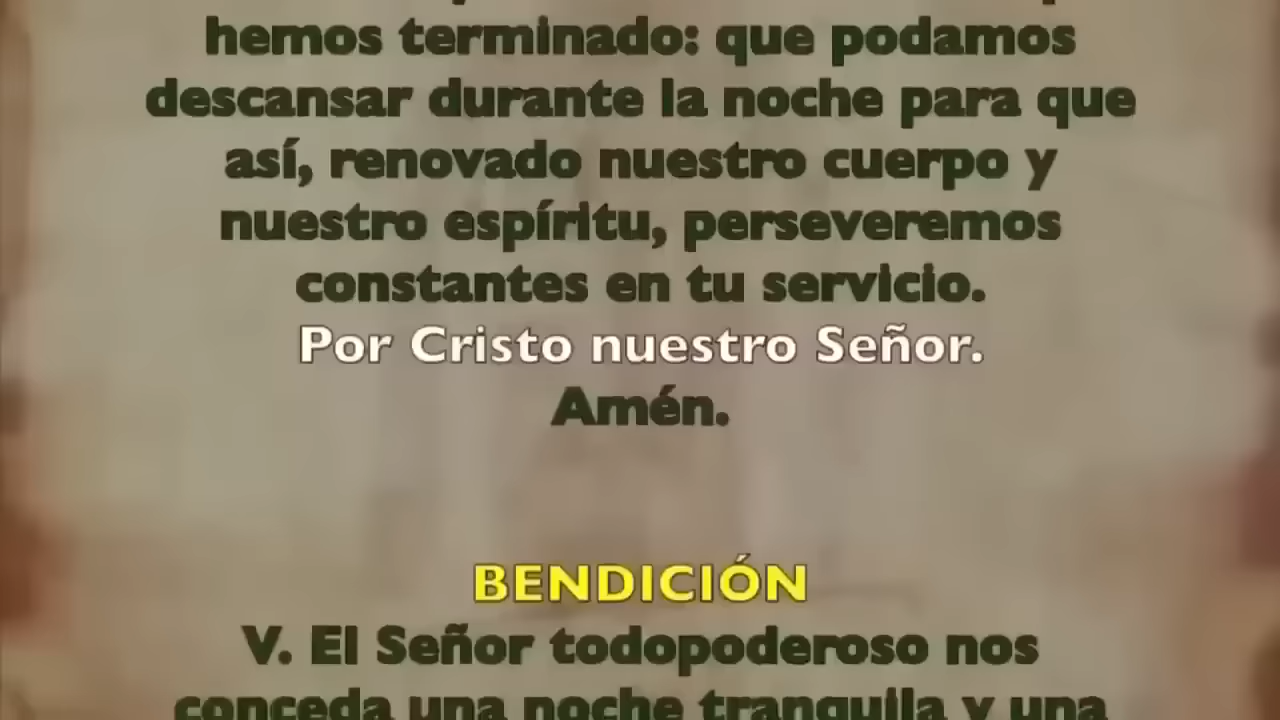 hemos terminado: que podamos
descansar durante la noche para que
así, renovado nuestro cuerpo y
nuestro espíritu, perseveremos
constantes en tu servicio.
Por Cristo nuestro Señor.
Amén.
BENDICIÓN
V. El Señor todopoderoso nos
conceda una noche tranquila y una